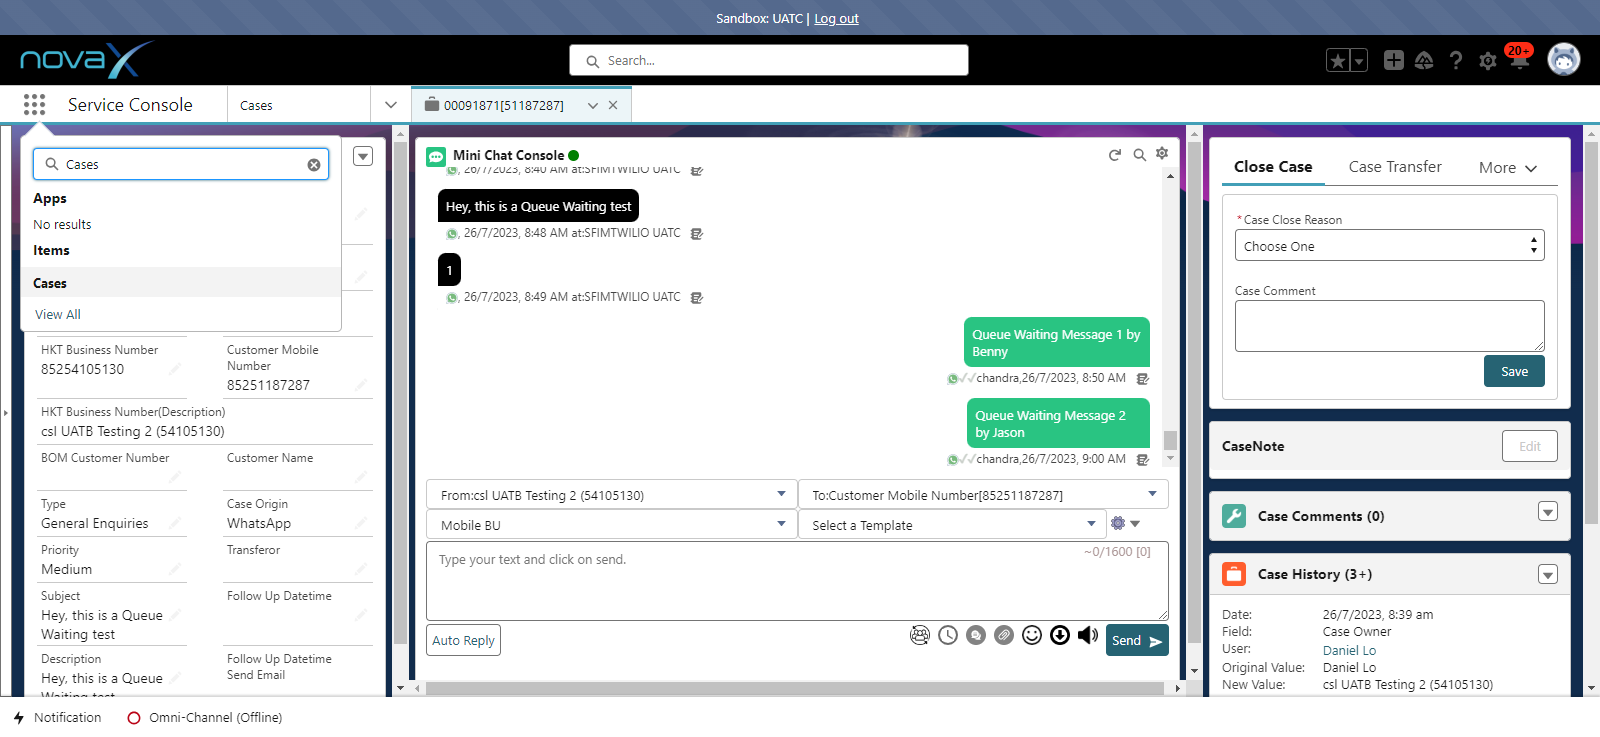 Sandbox: UATC | Log out
novaX
Search...
20+
Service Console
Cases
00091871[51187287]
Cases
Apps
No results
Items
Cases
View All
HKT Business Number
85254105130
Customer Mobile
Number
85251187287
HKT Business Number(Description)
csl UATB Testing 2 (54105130)
BOM Customer Number
Customer Name
Type
General Enquiries
Case Origin
WhatsApp
Priority
Medium
Transferor
Subject
Hey, this is a Queue
Waiting test
Follow Up Datetime
Description
Hey, this is a Queue
Waiting test
Follow Up Datetime
Send Email
Mini Chat Console
, 26/7/2023, 8:40 AM at:SFIMTWILIO UATC
Hey, this is a Queue Waiting test
, 26/7/2023, 8:48 AM at:SFIMTWILIO UATC
1
, 26/7/2023, 8:49 AM at:SFIMTWILIO UATC
Queue Waiting Message 1 by
Benny
chandra,26/7/2023, 8:50 AM
Queue Waiting Message 2
by Jason
chandra,26/7/2023, 9:00 AM
From:csl UATB Testing 2 (54105130)
To:Customer Mobile Number[85251187287]
Mobile BU
Select a Template
Type your text and click on send.
~0/1600 [0]
Auto Reply
Send
Close Case
Case Transfer
More
*Case Close Reason
Choose One
Case Comment
Save
CaseNote
Edit
Case Comments (0)
Case History (3+)
Date: 26/7/2023, 8:39 am
Field: Case Owner
User: Daniel Lo
Original Value: Daniel Lo
New Value: csl UATB Testing 2 (54105130)
Notification
Omni-Channel (Offline)